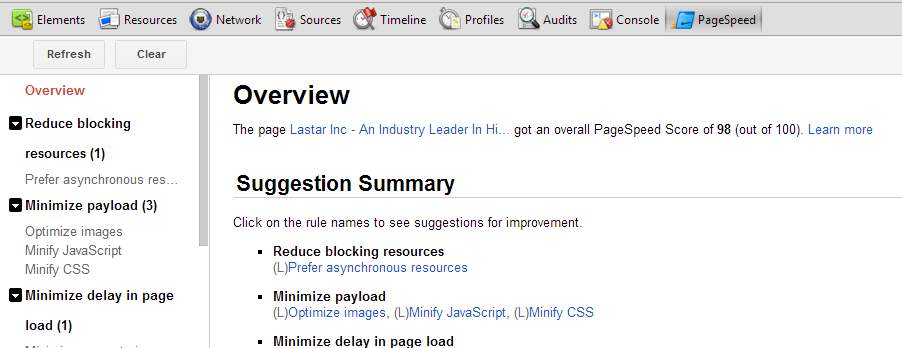 Elements Resources Network Sources Timeline Profiles Audits Console PageSpeed
Refresh Clear
Overview
Reduce blocking
resources (1)
Prefer asynchronous res...
Minimize payload (3)
Optimize images
Minify JavaScript
Minify CSS
Minimize delay in page
load (1)
Overview
The page Lastar Inc - An Industry Leader In Hi... got an overall PageSpeed Score of 98 (out of 100). Learn more
Suggestion Summary
Click on the rule names to see suggestions for improvement.
Reduce blocking resources
(L)Prefer asynchronous resources
Minimize payload
(L)Optimize images, (L)Minify JavaScript, (L)Minify CSS
Minimize delay in page load